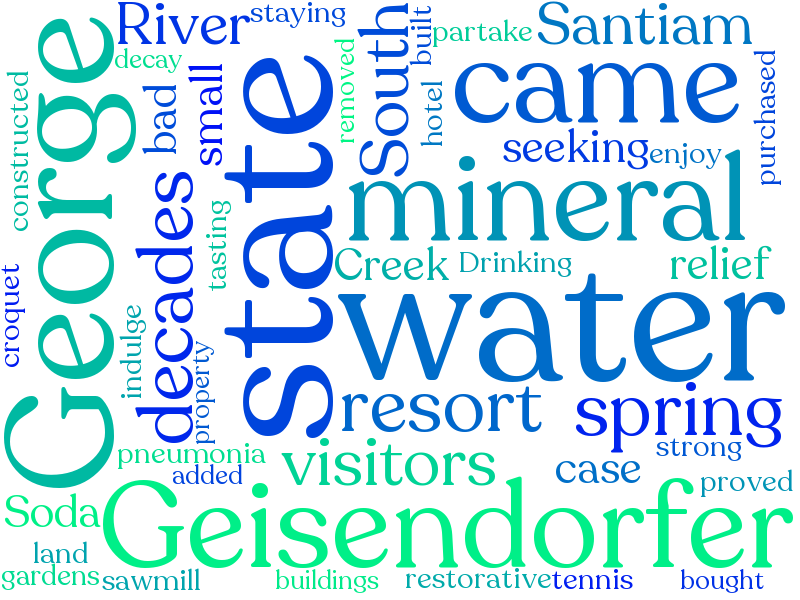 River
staying
Santiam
partake
built
South
decay
George
came
constructed
bad
small
removed
hotel
purchased
state
seeking
enjoy
mineral
decades
tasting
Creek
Drinking
relief
croquet
water
indulge
property
resort
spring
strong
pneumonia
visitors
added
case
proved
Soda
Geisendorfer
land
gardens
sawmill
buildings
restorative
tennis
bought